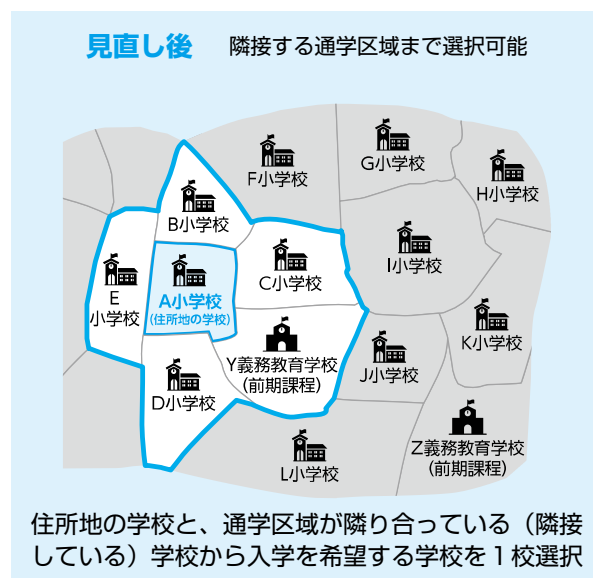 見直し後 隣接する通学区域まで選択可能
G小学校
F小学校
H小学校
B小学校
I小学校
C小学校
A小学校
(住所地の学校)
E
小学校
K小学校
Y義務教育学校
(前期課程)
J小学校
D小学校
Z義務教育学校
(前期課程)
L小学校
住所地の学校と、通学区域が隣り合っている（隣接
している）学校から入学を希望する学校を１校選択